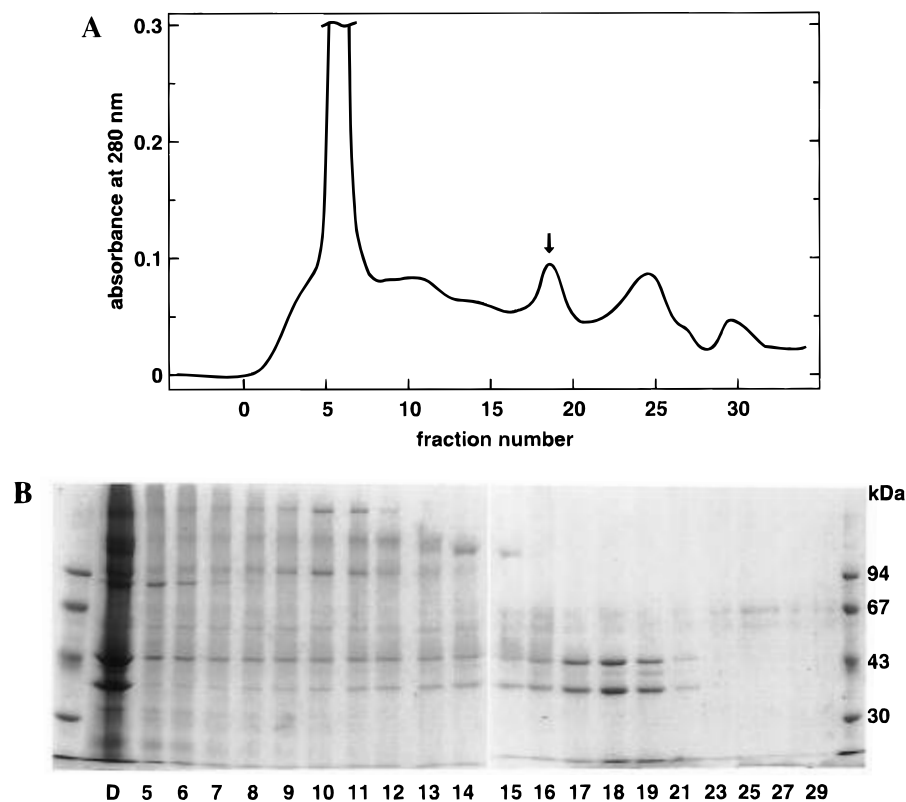 A
absorbance at 280 nm
0.3
0.2
0.1
0
0 5 10 15 20 25 30
fraction number
B
kDa
94
67
43
30
D 5 6 7 8 9 10 11 12 13 14 15 16 17 18 19 21 23 25 27 29